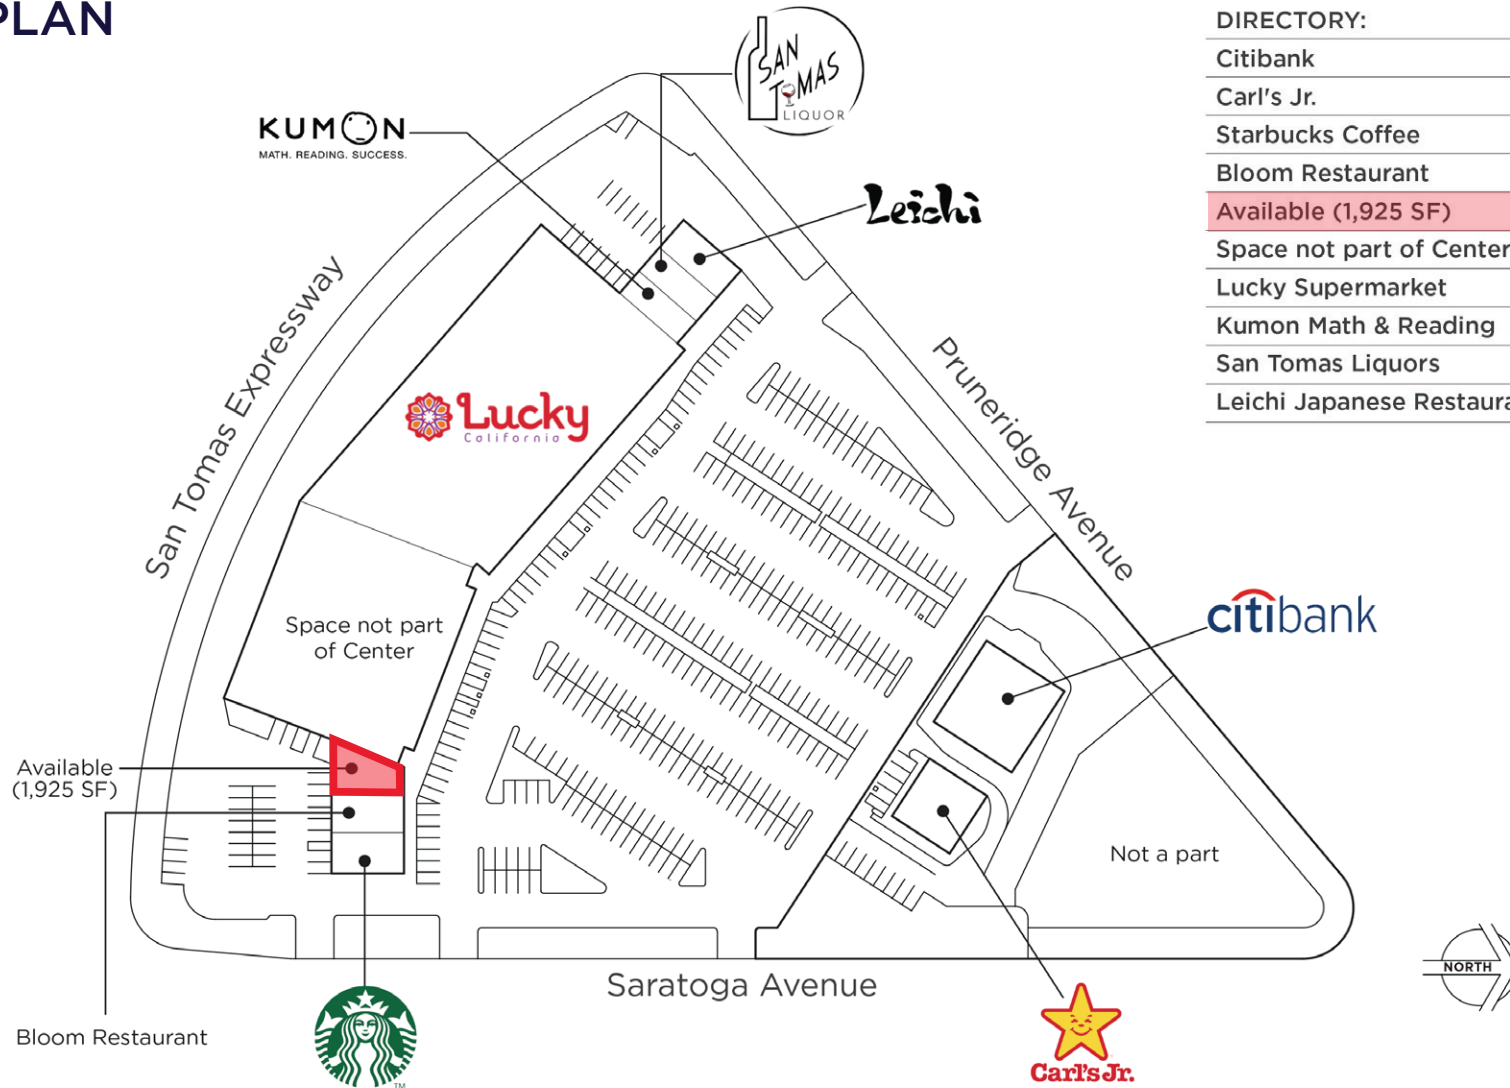 PLAN
DIRECTORY:
Citibank
Carl's Jr.
Starbucks Coffee
Bloom Restaurant
Available (1,925 SF)
Space not part of Center
Lucky Supermarket
Kumon Math & Reading
San Tomas Liquors
Leichi Japanese Restaura
SAN
TOMAS
LIQUOR
KUMON
MATH. READING. SUCCESS.
Leichi
San Tomas Expressway
Pruneridge Avenue
Lucky
California
citibank
Space not part
of Center
Available
(1,925 SF)
Not a part
Saratoga Avenue
NORTH
Bloom Restaurant
TM
Carl's Jr.